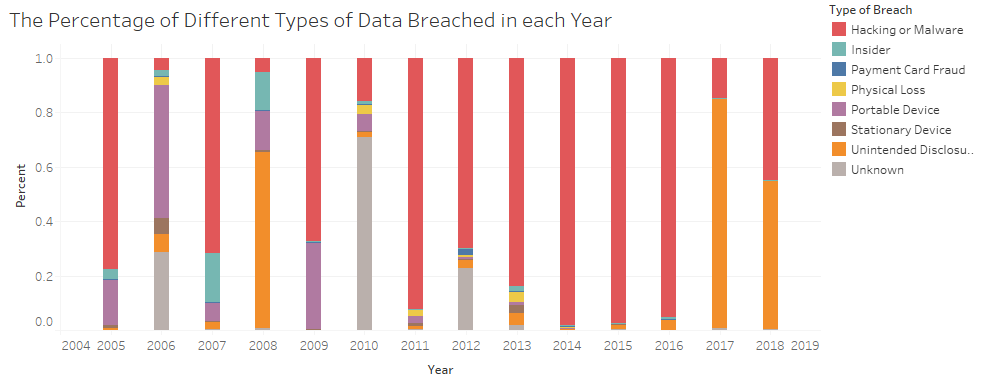 The Percentage of Different Types of Data Breached in each Year
Type of Breach
Hacking or Malware
Insider
Payment Card Fraud
Physical Loss
Portable Device
Stationary Device
Unintended Disclosu..
Unknown
Percent
1.0
0.8
0.6
0.4
0.2
0.0
2004 2005 2006 2007 2008 2009 2010 2011 2012 2013 2014 2015 2016 2017 2018 2019
Year